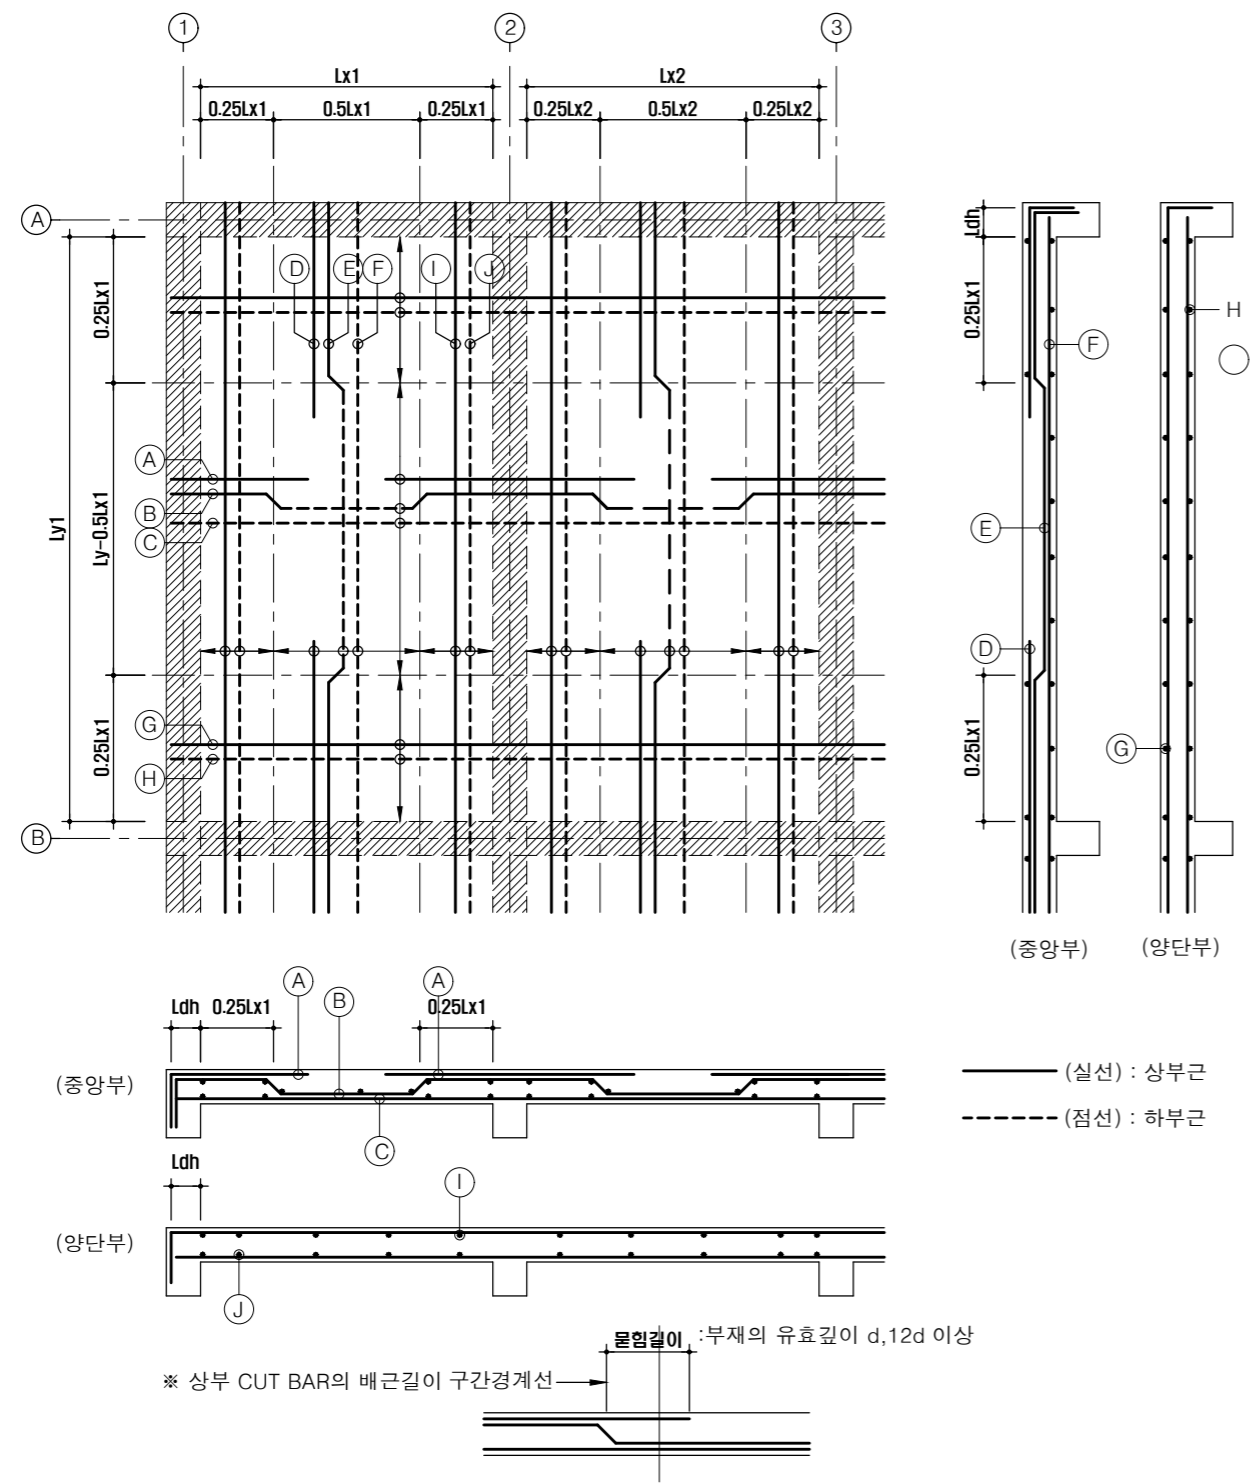 1 2 3
Lx1 Lx2
0.25Lx1 0.5Lx1 0.25Lx1 0.25Lx2 0.5Lx2 0.25Lx2
A
D E F I J
0.25Lx1
A
B
C
Ly1
Ly-0.5Lx1
G
H
0.25Lx1
B
Ldh
0.25Lx1
F
E
D
0.25Lx1
H
G
(중앙부) (양단부)
A A
B
Ldh 0.25Lx1 0.25Lx1
(중앙부)
C
(실선) : 상부근
(점선) : 하부근
Ldh
I
(양단부)
J
묻힘길이 :부재의 유효깊이 d,12d 이상
※ 상부 CUT BAR의 배근길이 구간경계선